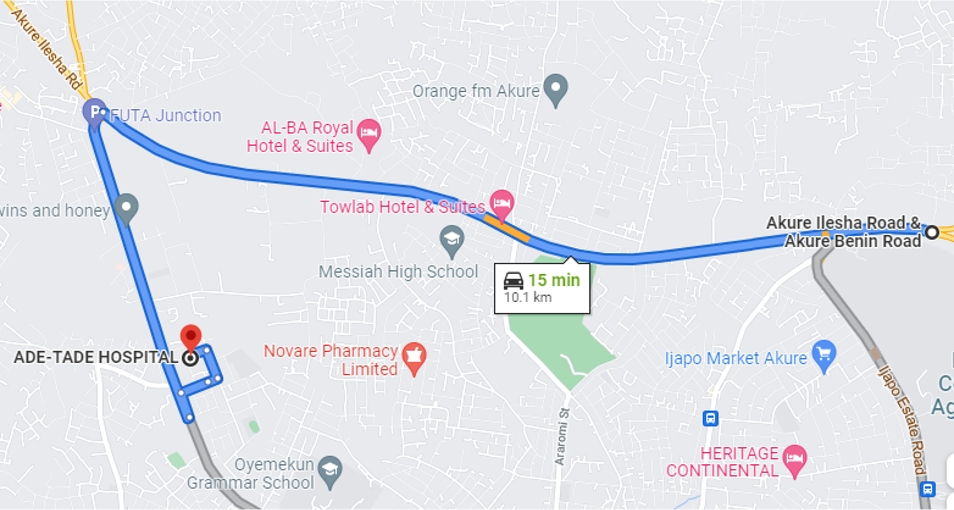 Akure Ilesha Rd
P
FUTA Junction
Orange fm Akure
AL-BA Royal
Hotel & Suites
wins and honey
Towlab Hotel & Suites
Akure Ilesha Road &
Akure Benin Road
Messiah High School
15 min
10.1 km
ADE-TADE HOSPITAL
Novare Pharmacy
Limited
Ijapo Market Akure
Ijapo Estate Road
Araromi St
HERITAGE
CONTINENTAL
Oyemekun
Grammar School